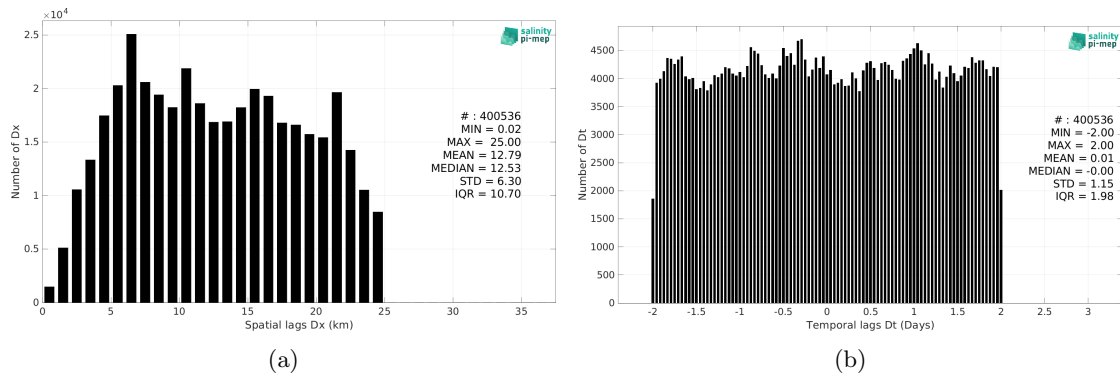 ×10⁴
2.5
2
1.5
1
0.5
0
Number of Dx
0 5 10 15 20 25 30 35
Spatial lags Dx (km)
salinity
pi-mep
# : 400536
MIN = 0.02
MAX = 25.00
MEAN = 12.79
MEDIAN = 12.53
STD = 6.30
IQR = 10.70
(a)
4500
4000
3500
3000
2500
2000
1500
1000
500
0
Number of Dt
-2 -1.5 -1 -0.5 0 0.5 1 1.5 2 2.5 3
Temporal lags Dt (Days)
salinity
pi-mep
# : 400536
MIN = -2.00
MAX = 2.00
MEAN = 0.01
MEDIAN = -0.00
STD = 1.15
IQR = 1.98
(b)